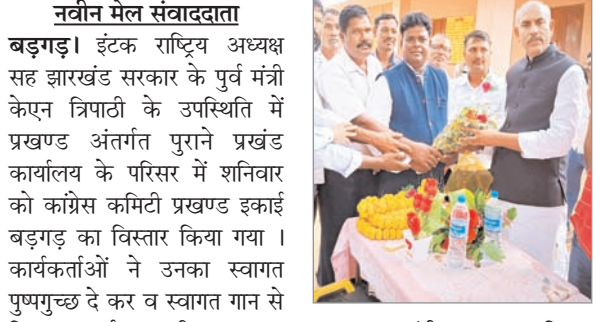 नवीन मेल संवाददाता
बड़गड़। इंटक राष्ट्रिय अध्यक्ष
सह झारखंड सरकार के पुर्व मंत्री
केएन त्रिपाठी के उपस्थिति में
प्रखण्ड अंतर्गत पुराने प्रखंड
कार्यालय के परिसर में शनिवार
को कांग्रेस कमिटी प्रखण्ड इकाई
बड़गड़ का विस्तार किया गया ।
कार्यकर्ताओं ने उनका स्वागत
पुष्पगुच्छ दे कर व स्वागत गान से